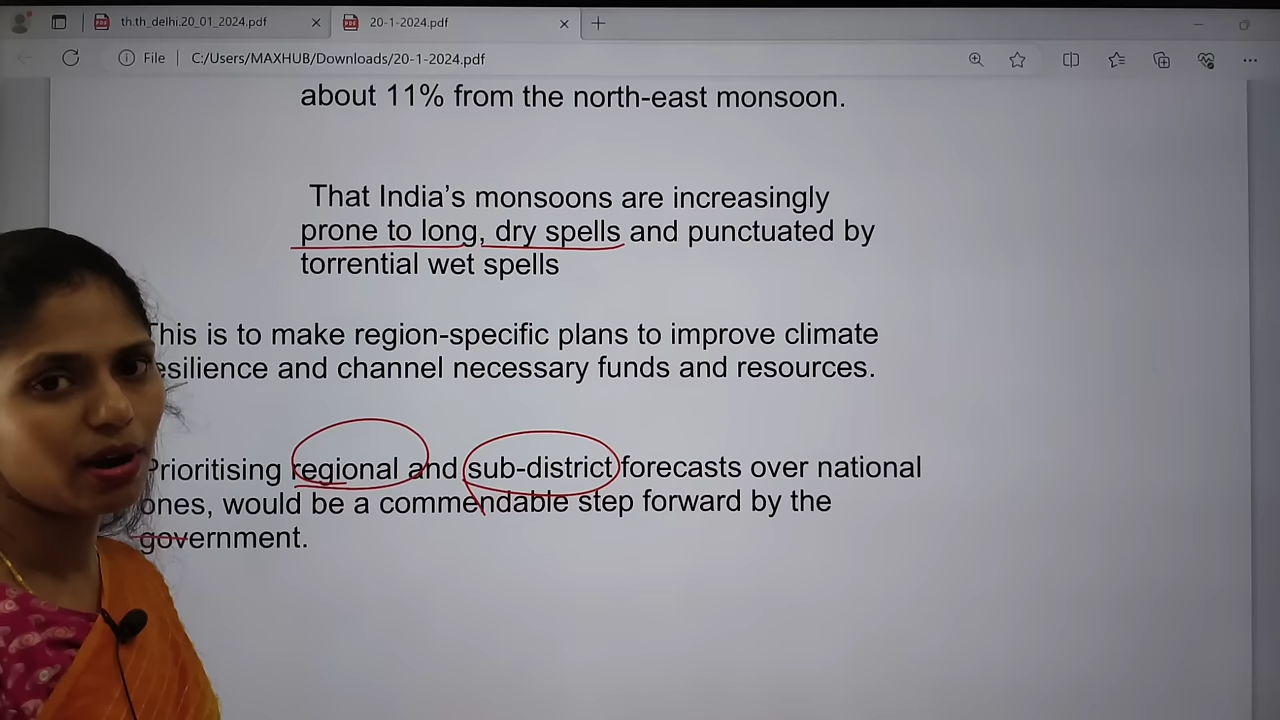 th.th_delhi.20_01_2024.pdf
20-1-2024.pdf
File
C:/Users/MAXHUB/Downloads/20-1-2024.pdf
about 11% from the north-east monsoon.
That India’s monsoons are increasingly
prone to long, dry spells and punctuated by
torrential wet spells
This is to make region-specific plans to improve climate
resilience and channel necessary funds and resources.
Prioritising regional and sub-district forecasts over national
ones, would be a commendable step forward by the
government.